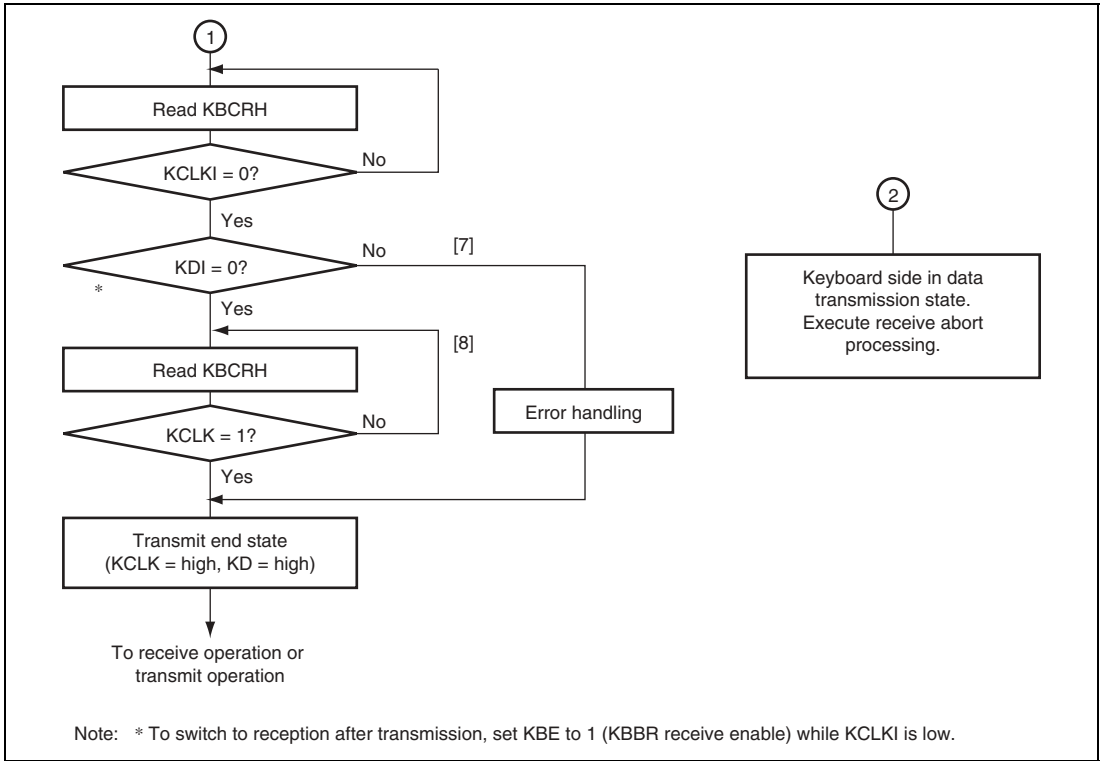 1
Read KBCRH
KCLKI = 0?
No
Yes
KDI = 0?
No
[7]
*
Yes
[8]
Read KBCRH
KCLK = 1?
No
Error handling
Yes
Transmit end state
(KCLK = high, KD = high)
To receive operation or
transmit operation
2
Keyboard side in data
transmission state.
Execute receive abort
processing.
Note: * To switch to reception after transmission, set KBE to 1 (KBBR receive enable) while KCLKI is low.